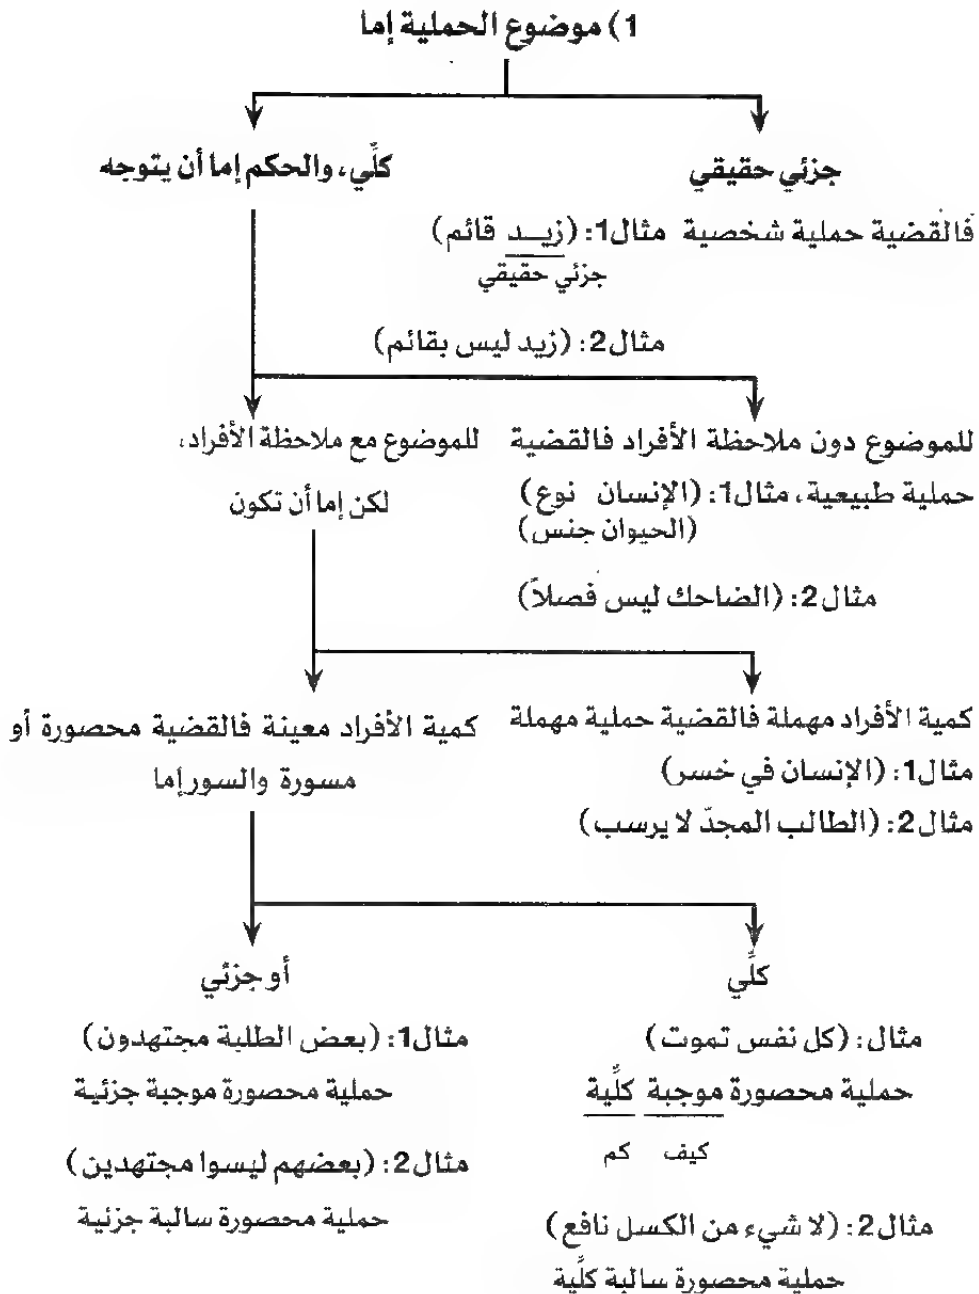 1) موضوع الحملية إما
جزئي حقيقي
كلِّي، والحكم إما أن يتوجه
فالقضية حملية شخصية مثال1: (زيد قائم)
جزئي حقيقي
مثال2: (زيد ليس بقائم)
للموضوع دون ملاحظة الأفراد فالقضية
حملية طبيعية، مثال1: (الإنسان نوع)
(الحيوان جنس)
مثال2: (الضاحك ليس فصلاً)
للموضوع مع ملاحظة الأفراد،
لكن إما أن تكون
كمية الأفراد مهملة فالقضية حملية مهملة
مثال1: (الإنسان في خسر)
مثال2: (الطالب المجدّ لا يرسب)
كمية الأفراد معينة فالقضية محصورة أو
مسورة والسور إما
كلِّي
مثال: (كل نفس تموت)
حملية محصورة موجبة كلِّية
كيف كم
مثال2: (لا شيء من الكسل نافع)
حملية محصورة سالبة كلِّية
أو جزئي
مثال1: (بعض الطلبة مجتهدون)
حملية محصورة موجبة جزئية
مثال2: (بعضهم ليسوا مجتهدين)
حملية محصورة سالبة جزئية